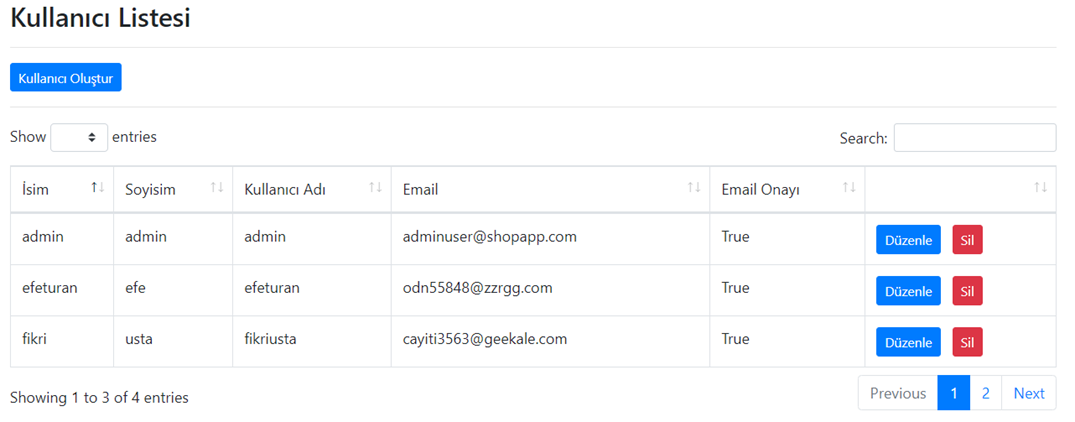 Kullanıcı Listesi
Kullanıcı Oluştur
Show entries
Search:
İsim Soyisim Kullanıcı Adı Email Email Onayı
admin admin admin adminuser@shopapp.com True Düzenle Sil
efeturan efe efeturan odn55848@zzrgg.com True Düzenle Sil
fikri usta fikriusta cayiti3563@geekale.com True Düzenle Sil
Showing 1 to 3 of 4 entries
Previous 1 2 Next